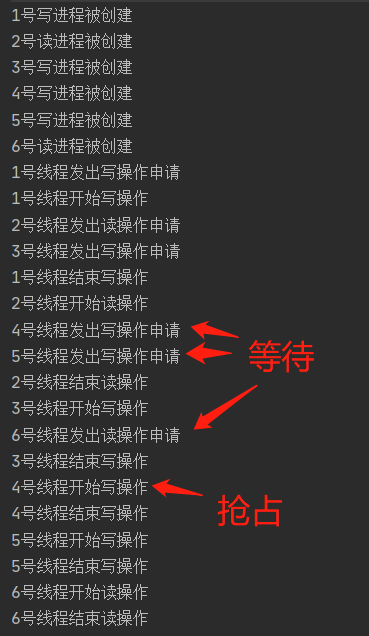 1号写进程被创建
2号读进程被创建
3号写进程被创建
4号写进程被创建
5号写进程被创建
6号读进程被创建
1号线程发出写操作申请
1号线程开始写操作
2号线程发出读操作申请
3号线程发出写操作申请
1号线程结束写操作
2号线程开始读操作
4号线程发出写操作申请
5号线程发出写操作申请
等待
2号线程结束读操作
3号线程开始写操作
6号线程发出读操作申请
3号线程结束写操作
4号线程开始写操作
抢占
4号线程结束写操作
5号线程开始写操作
5号线程结束写操作
6号线程开始读操作
6号线程结束读操作